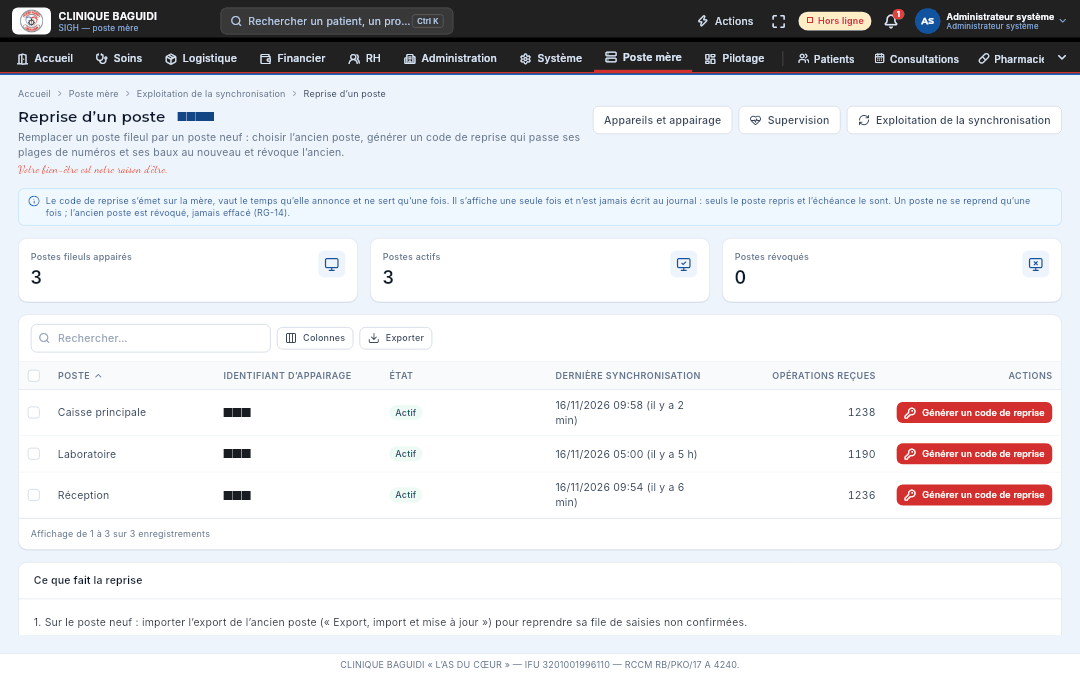 CLINIQUE BAGUIDI
SIGH — poste mère
Rechercher un patient, un pro... Ctrl K
Actions
Hors ligne
1
AS
Administrateur système
Administrateur système
Accueil
Soins
Logistique
Financier
RH
Administration
Système
Poste mère
Pilotage
Patients
Consultations
Pharmacie
Accueil > Poste mère > Exploitation de la synchronisation > Reprise d’un poste
Reprise d’un poste
Remplacer un poste fileul par un poste neuf : choisir l’ancien poste, générer un code de reprise qui passe ses
plages de numéros et ses baux au nouveau et révoque l’ancien.
Votre bien-être est notre raison d’être.
Appareils et appairage
Supervision
Exploitation de la synchronisation
Le code de reprise s’émet sur la mère, vaut le temps qu’elle annonce et ne sert qu’une fois. Il s’affiche une seule fois et n’est jamais écrit au journal : seuls le poste repris et l’échéance le sont. Un poste ne se reprend qu’une
fois ; l’ancien poste est révoqué, jamais effacé (RG-14).
Postes fileuls appairés
3
Postes actifs
3
Postes révoqués
0
Rechercher...
Colonnes
Exporter
POSTE IDENTIFIANT D’APPAIRAGE ÉTAT DERNIÈRE SYNCHRONISATION OPÉRATIONS REÇUES ACTIONS
Caisse principale Actif 16/11/2026 09:58 (il y a 2
min) 1238 Générer un code de reprise
Laboratoire Actif 16/11/2026 05:00 (il y a 5 h) 1190 Générer un code de reprise
Réception Actif 16/11/2026 09:54 (il y a 6
min) 1236 Générer un code de reprise
Affichage de 1 à 3 sur 3 enregistrements
Ce que fait la reprise
1. Sur le poste neuf : importer l’export de l’ancien poste (« Export, import et mise à jour ») pour reprendre sa file de saisies non confirmées.
CLINIQUE BAGUIDI « L’AS DU CŒUR » — IFU 3201001996110 — RCCM RB/PKO/17 A 4240.